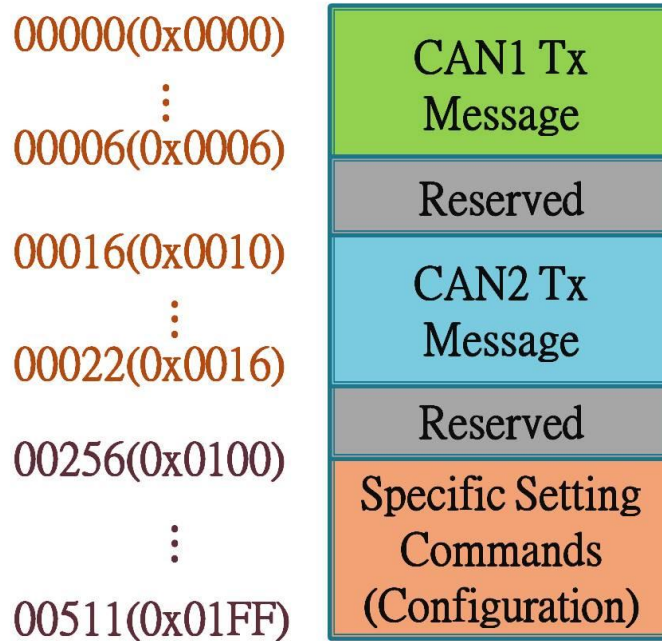 00000(0x0000)
⋮
00006(0x0006)
00016(0x0010)
⋮
00022(0x0016)
00256(0x0100)
⋮
00511(0x01FF)
CAN1 Tx
Message
Reserved
CAN2 Tx
Message
Reserved
Specific Setting
Commands
(Configuration)